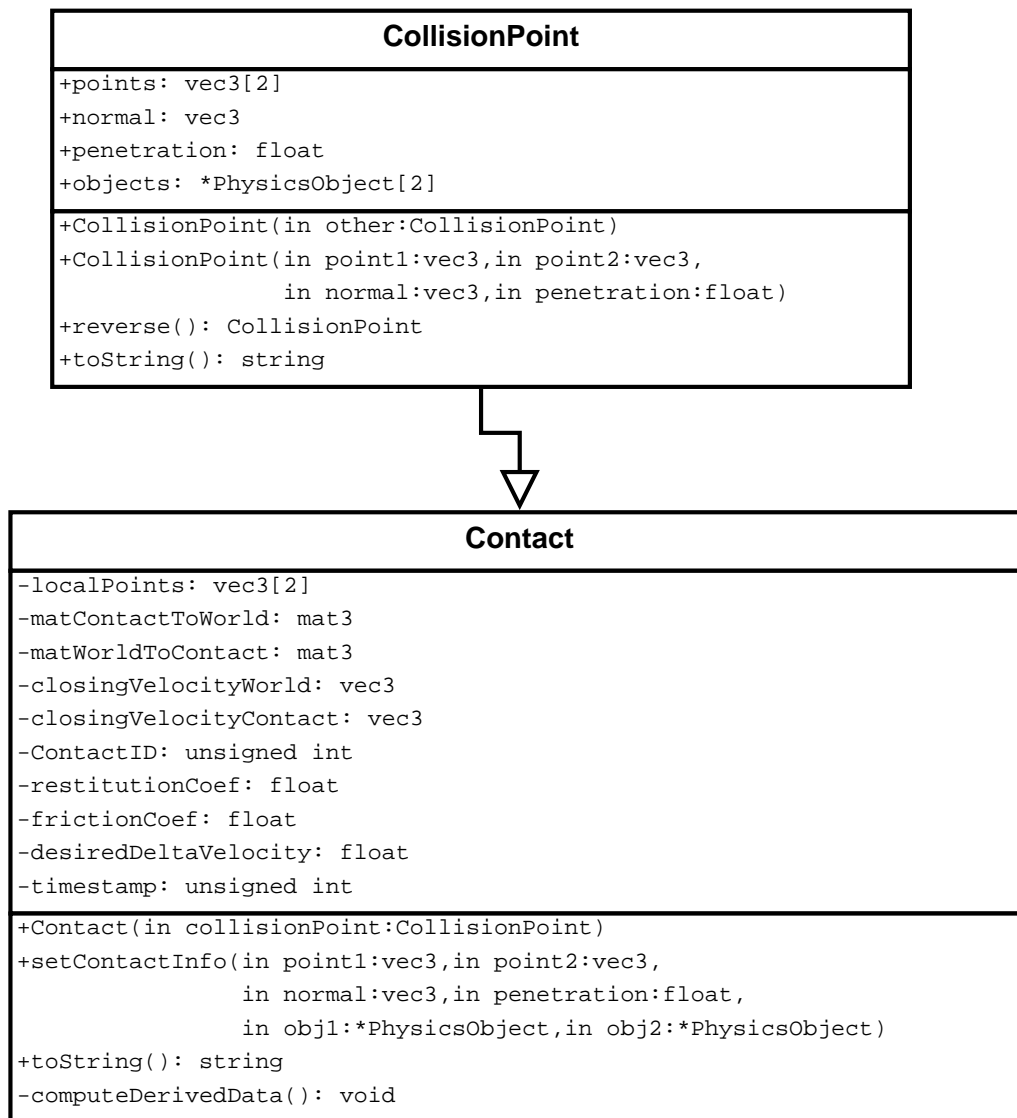 CollisionPoint
+points: vec3[2]
+normal: vec3
+penetration: float
+objects: *PhysicsObject[2]
+CollisionPoint(in other:CollisionPoint)
+CollisionPoint(in point1:vec3,in point2:vec3,
in normal:vec3,in penetration:float)
+reverse(): CollisionPoint
+toString(): string
Contact
-localPoints: vec3[2]
-matContactToWorld: mat3
-matWorldToContact: mat3
-closingVelocityWorld: vec3
-closingVelocityContact: vec3
-ContactID: unsigned int
-restitutionCoef: float
-frictionCoef: float
-desiredDeltaVelocity: float
-timestamp: unsigned int
+Contact(in collisionPoint:CollisionPoint)
+setContactInfo(in point1:vec3,in point2:vec3,
in normal:vec3,in penetration:float,
in obj1:*PhysicsObject,in obj2:*PhysicsObject)
+toString(): string
-computeDerivedData(): void